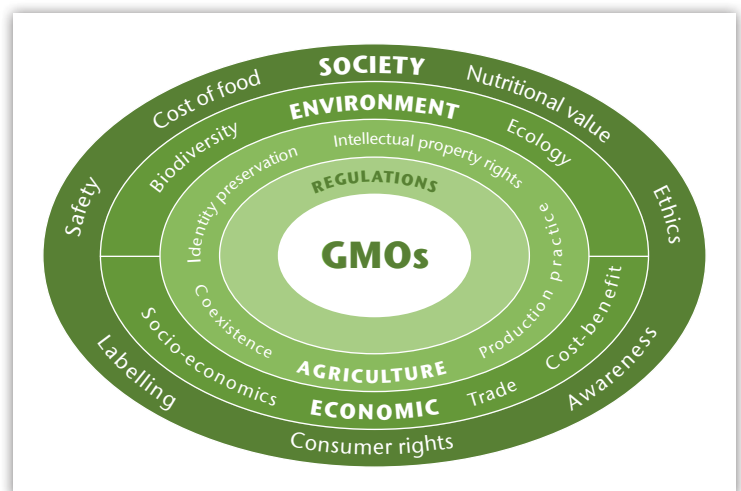 SOCIETY
Cost of food
Nutritional value
Safety
Ethics
Labelling
Awareness
Consumer rights
ENVIRONMENT
Biodiversity
Ecology
Socio-economics
Cost-benefit
Trade
ECONOMIC
Intellectual property rights
Identity preservation
Production practice
Coexistence
AGRICULTURE
REGULATIONS
GMOs